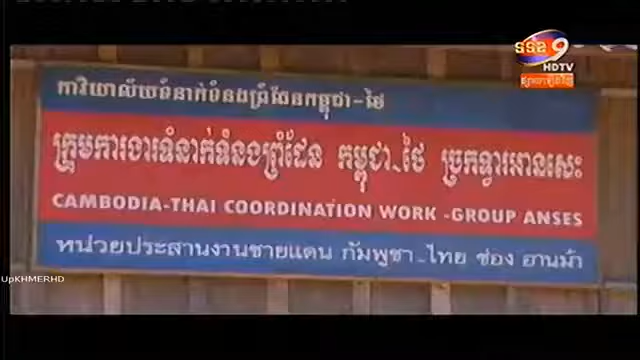 ទទក 9
HDTV
ការិយាល័យទំនាក់ទំនងព្រំដែនកម្ពុជា-ថៃ
ក្រុមការងារទំនាក់ទំនងព្រំដែន កម្ពុជា-ថៃ ច្រកទ្វារអានសេះ
CAMBODIA-THAI COORDINATION WORK -GROUP ANSES
หน่วยประสานงานชายแดน กัมพูชา-ไทย ช่อง อานม้า
UpKHMERHD